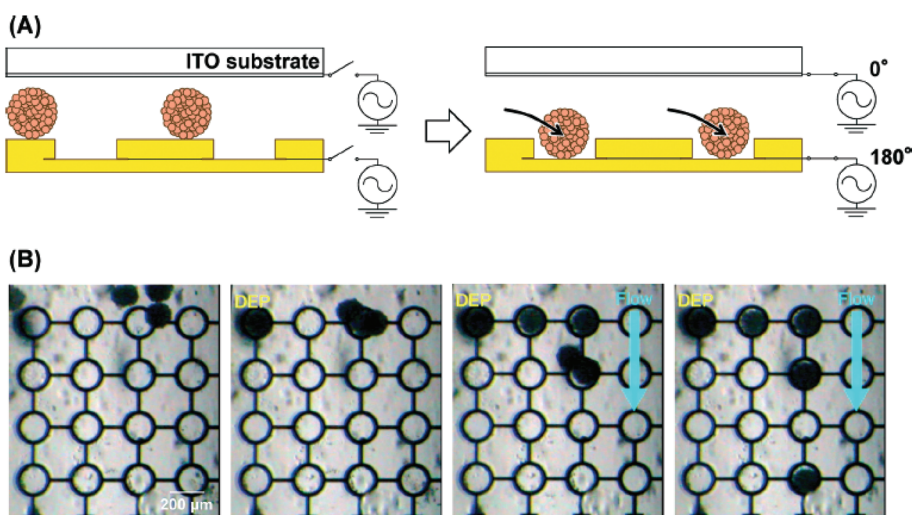 (A)
ITO substrate
0°
180°
(B)
DEP
DEP
Flow
DEP
Flow
200 μm